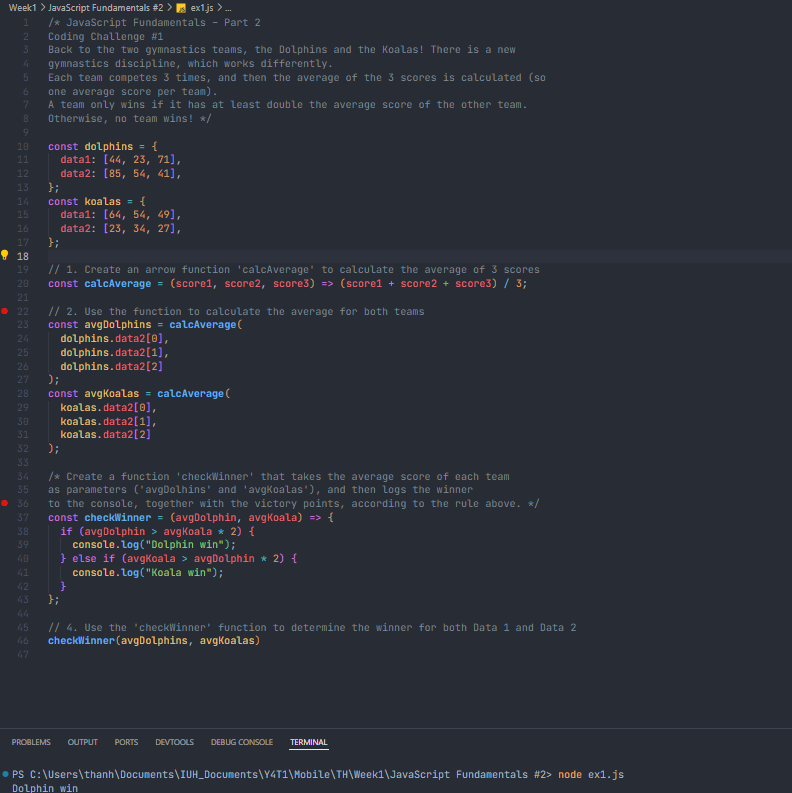 Week1 > JavaScript Fundamentals #2 > ex1.js > ...
1 /* JavaScript Fundamentals – Part 2
2 Coding Challenge #1
3 Back to the two gymnastics teams, the Dolphins and the Koalas! There is a new
4 gymnastics discipline, which works differently.
5 Each team competes 3 times, and then the average of the 3 scores is calculated (so
6 one average score per team).
7 A team only wins if it has at least double the average score of the other team.
8 Otherwise, no team wins! */
9
10 const dolphins = {
11   data1: [44, 23, 71],
12   data2: [85, 54, 41],
13 };
14 const koalas = {
15   data1: [64, 54, 49],
16   data2: [23, 34, 27],
17 };
18
19 // 1. Create an arrow function 'calcAverage' to calculate the average of 3 scores
20 const calcAverage = (score1, score2, score3) => (score1 + score2 + score3) / 3;
21
22 // 2. Use the function to calculate the average for both teams
23 const avgDolphins = calcAverage(
24   dolphins.data2[0],
25   dolphins.data2[1],
26   dolphins.data2[2]
27 );
28 const avgKoalas = calcAverage(
29   koalas.data2[0],
30   koalas.data2[1],
31   koalas.data2[2]
32 );
33
34 /* Create a function 'checkWinner' that takes the average score of each team
35 as parameters ('avgDolhins' and 'avgKoalas'), and then logs the winner
36 to the console, together with the victory points, according to the rule above. */
37 const checkWinner = (avgDolphin, avgKoala) => {
38   if (avgDolphin > avgKoala * 2) {
39     console.log("Dolphin win");
40   } else if (avgKoala > avgDolphin * 2) {
41     console.log("Koala win");
42   }
43 };
44
45 // 4. Use the 'checkWinner' function to determine the winner for both Data 1 and Data 2
46 checkWinner(avgDolphins, avgKoalas)
47
PROBLEMS OUTPUT PORTS DEVTOOLS DEBUG CONSOLE TERMINAL
PS C:\Users\thanh\Documents\IUH_Documents\Y4T1\Mobile\TH\Week1\JavaScript Fundamentals #2> node ex1.js
Dolphin win